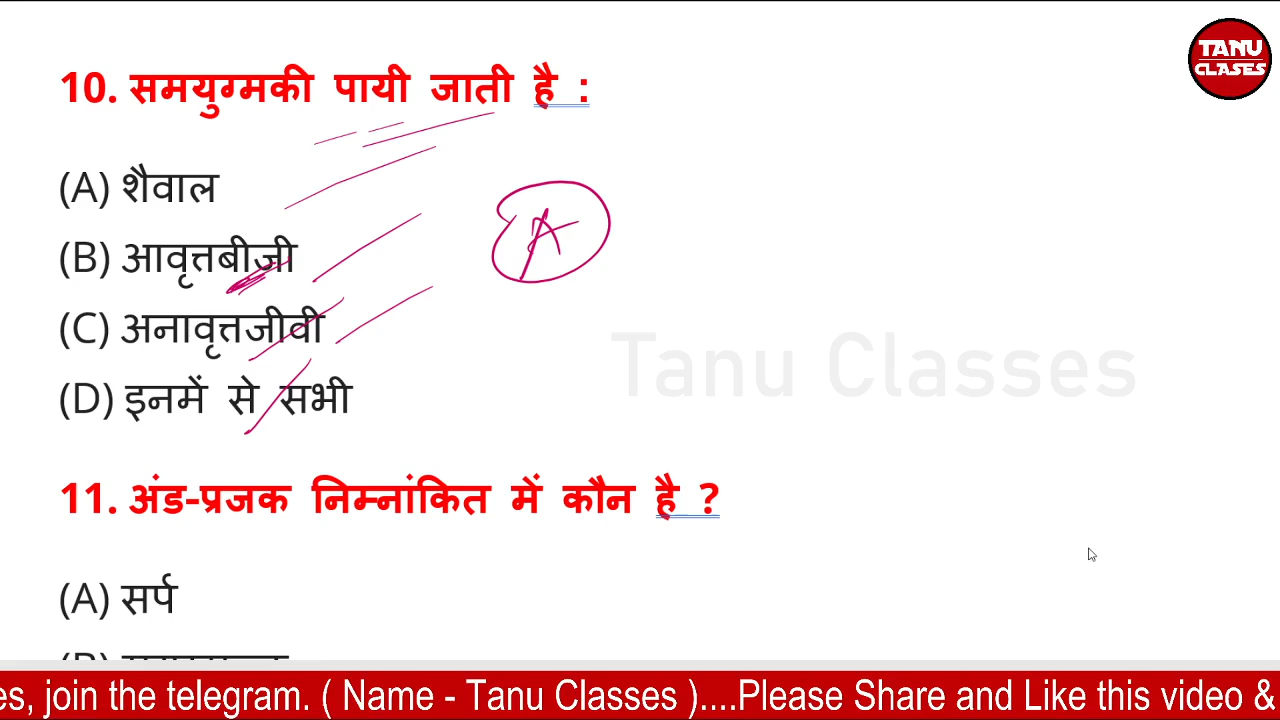 TANU
CLASES
10. समयुग्मकी पायी जाती है :
(A) शैवाल
A
(B) आवृत्तबीजी
(C) अनावृत्तजीवी
Tanu Classes
(D) इनमें से सभी
11. अंड-प्रजक निम्नांकित में कौन है ?
(A) सर्प
es, join the telegram. ( Name - Tanu Classes )....Please Share and Like this video &